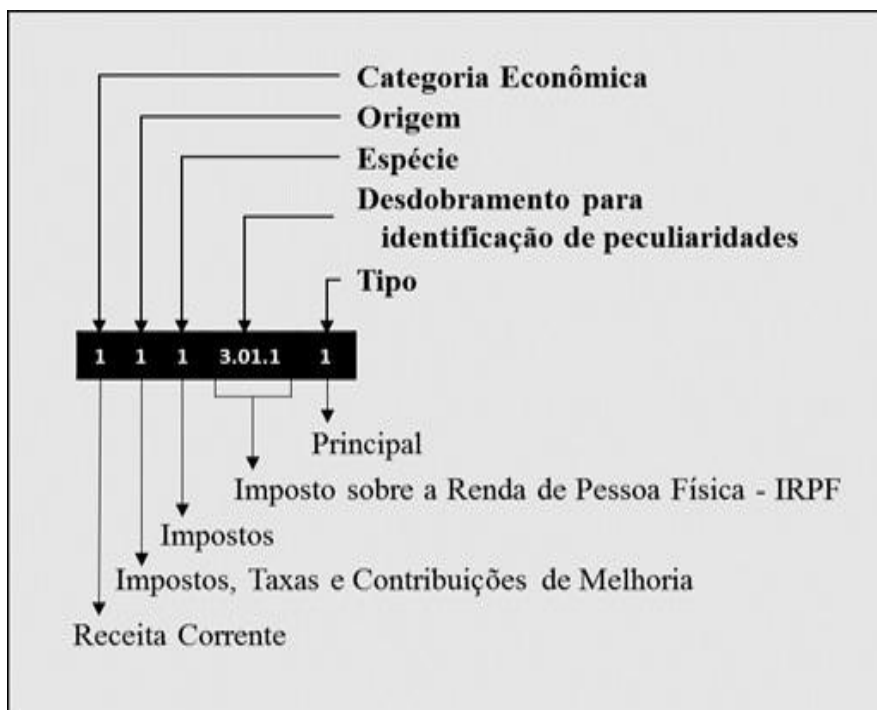 Categoria Econômica
Origem
Espécie
Desdobramento para
identificação de peculiaridades
Tipo
1 1 1 3.01.1 1
Principal
Imposto sobre a Renda de Pessoa Física - IRPF
Impostos
Impostos, Taxas e Contribuições de Melhoria
Receita Corrente